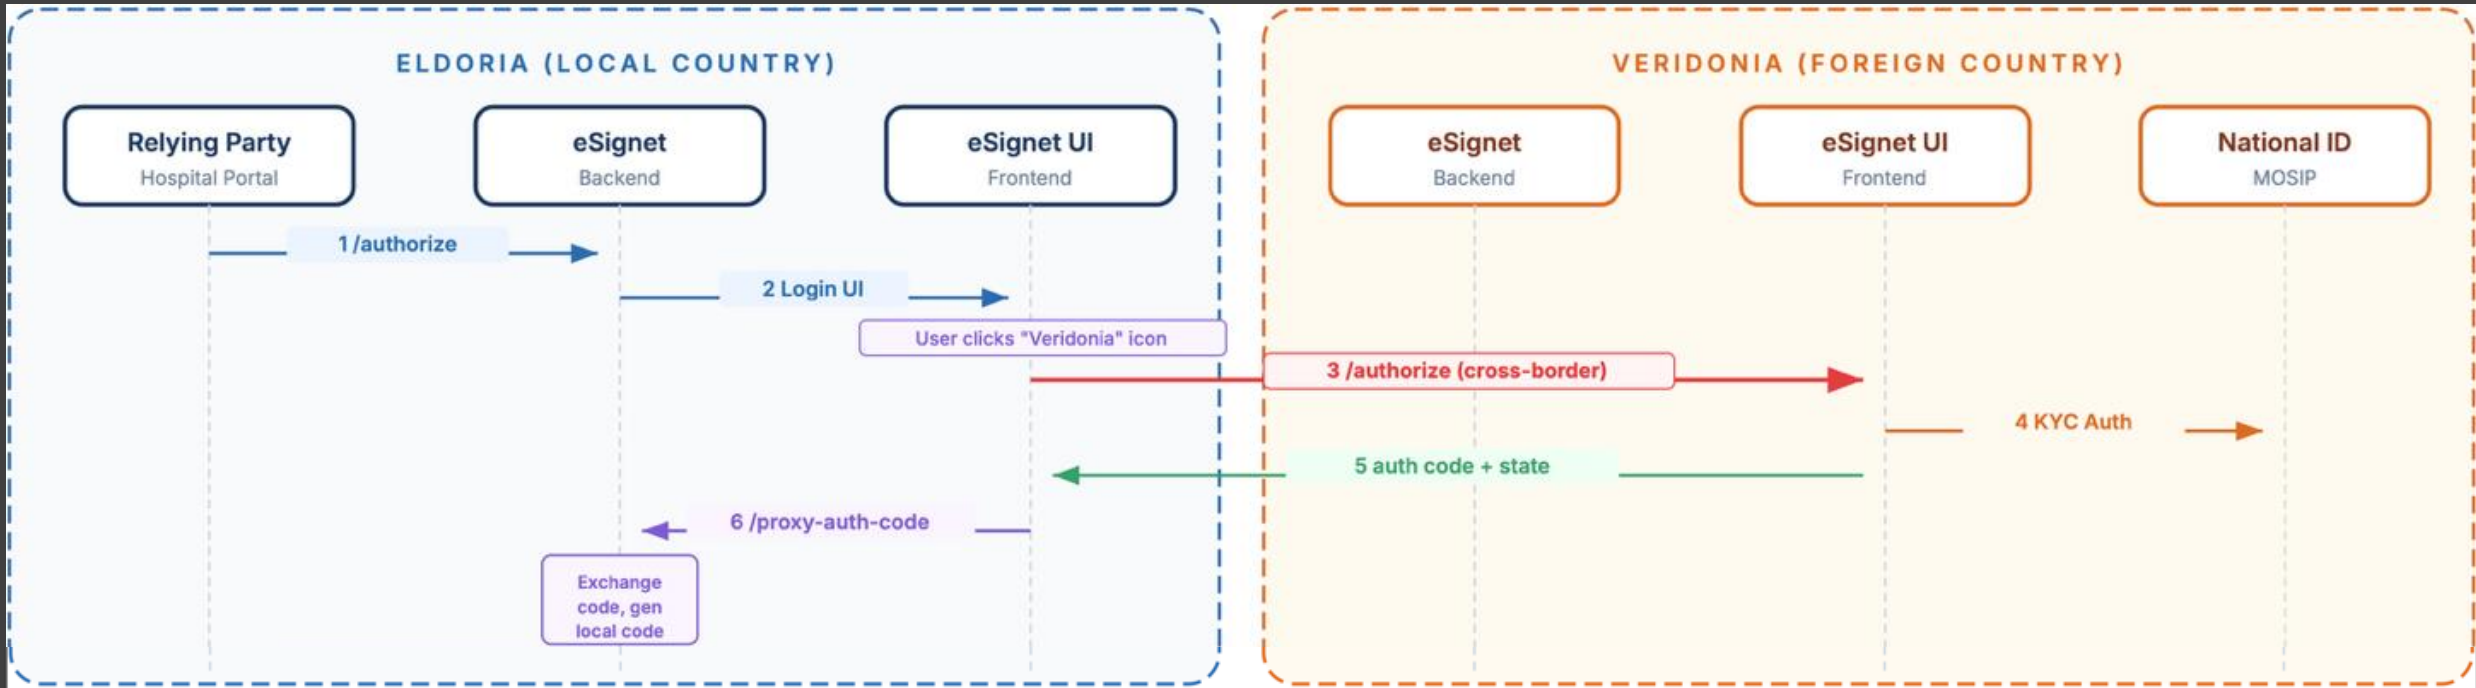 ELDORIA (LOCAL COUNTRY)
VERIDONIA (FOREIGN COUNTRY)
Relying Party
Hospital Portal
eSignet
Backend
eSignet UI
Frontend
eSignet
Backend
eSignet UI
Frontend
National ID
MOSIP
1 /authorize
2 Login UI
User clicks "Veridonia" icon
3 /authorize (cross-border)
4 KYC Auth
5 auth code + state
6 /proxy-auth-code
Exchange
code, gen
local code